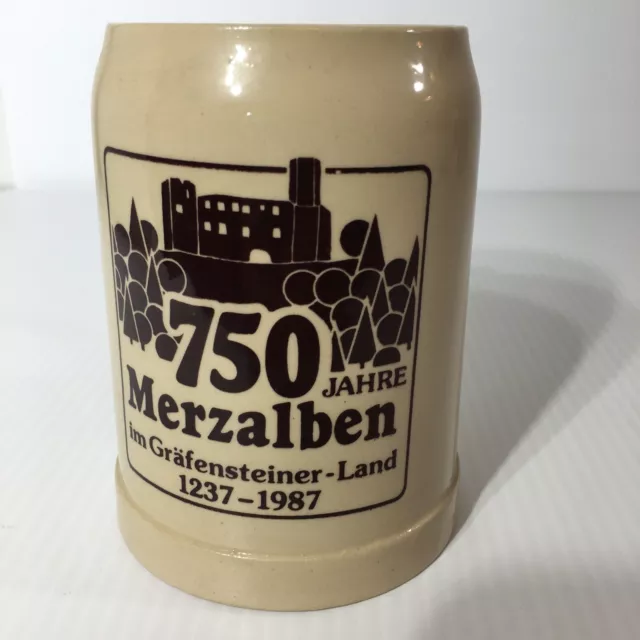 750
JAHRE
Merzalben
im Gräfensteiner-Land
1237-1987